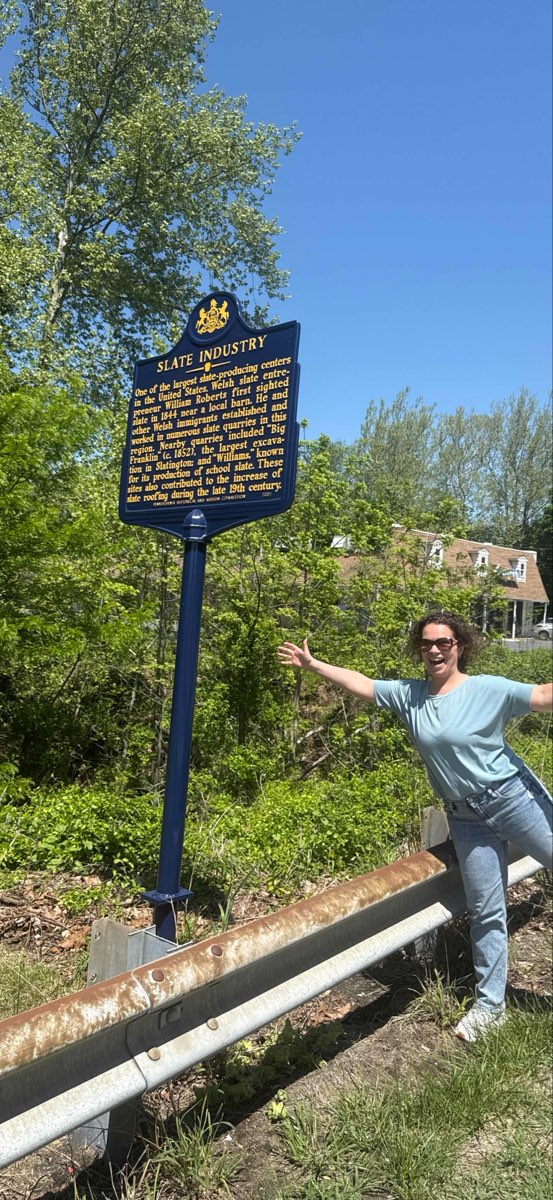 SLATE INDUSTRY
One of the largest slate-producing centers
in the United States. Welsh slate entre-
preneur William Roberts first sighted
slate in 1844 near a local barn. He and
other Welsh immigrants established and
worked in numerous slate quarries in this
region. Nearby quarries included "Big
Franklin" (c. 1852), the largest excava-
tion in Slatington; and "Williams," known
for its production of school slate. These
sites also contributed to the increase of
slate roofing during the late 19th century.
PENNSYLVANIA HISTORICAL AND MUSEUM COMMISSION